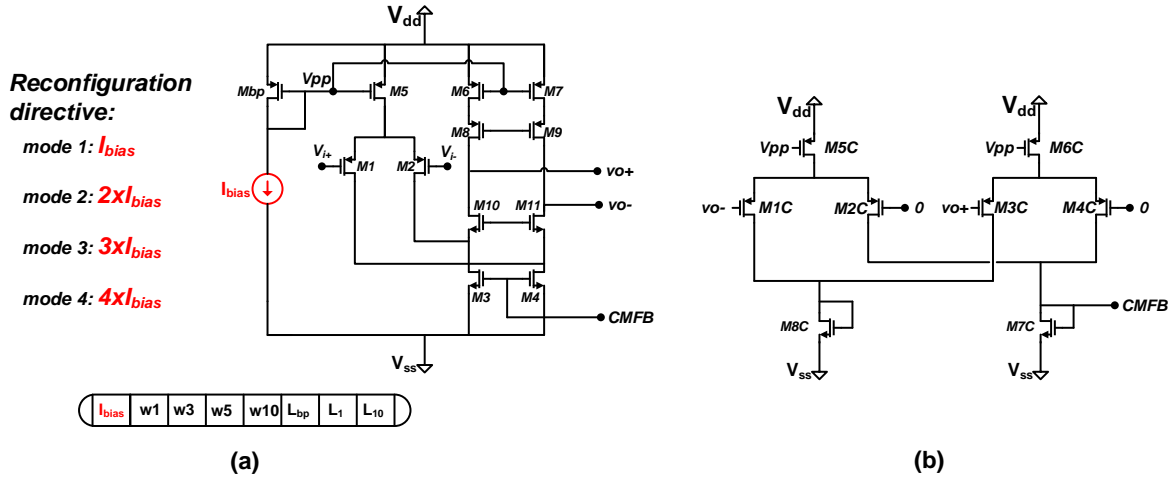 Reconfiguration
directive:
mode 1: Ibias
mode 2: 2xIbias
mode 3: 3xIbias
mode 4: 4xIbias
Vdd
Mbp
Vpp
M5
M6
M7
M8
M9
Vi+
M1
M2
Vi-
Ibias
vo+
vo-
M10
M11
M3
M4
CMFB
Vss
Ibias w1 w3 w5 w10 Lbp L1 L10
(a)
Vdd
Vdd
Vpp
M5C
Vpp
M6C
vo-
M1C
M2C
0
vo+
M3C
M4C
0
M8C
M7C
CMFB
Vss
Vss
(b)